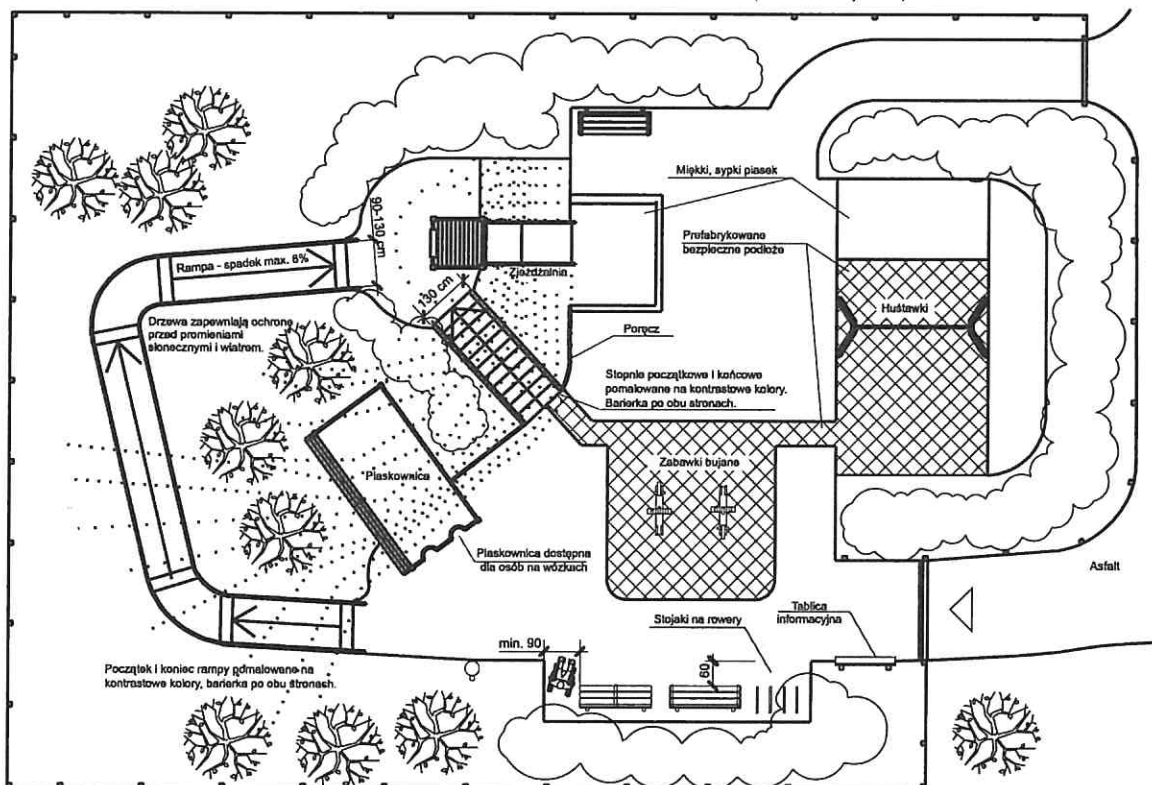 Miękki, sypki piasek
90-130 cm
Prefabrykowane
bezpieczne podłoże
Rampa - spadek max. 6%
Zjeżdżalnia
130 cm
Huśtawki
Drzewa zapewniają ochronę
przed promieniami
słonecznymi i wiatrem.
Poręcz
Stopnie początkowe i końcowe
pomalowane na kontrastowe kolory.
Barierka po obu stronach.
Piaskownica
Zabawki bujane
Piaskownica dostępna
dla osób na wózkach
Asfalt
Stojaki na rowery
Tablica
informacyjna
min. 90
60
Początek i koniec rampy pomalowane na
kontrastowe kolory, barierka po obu stronach.